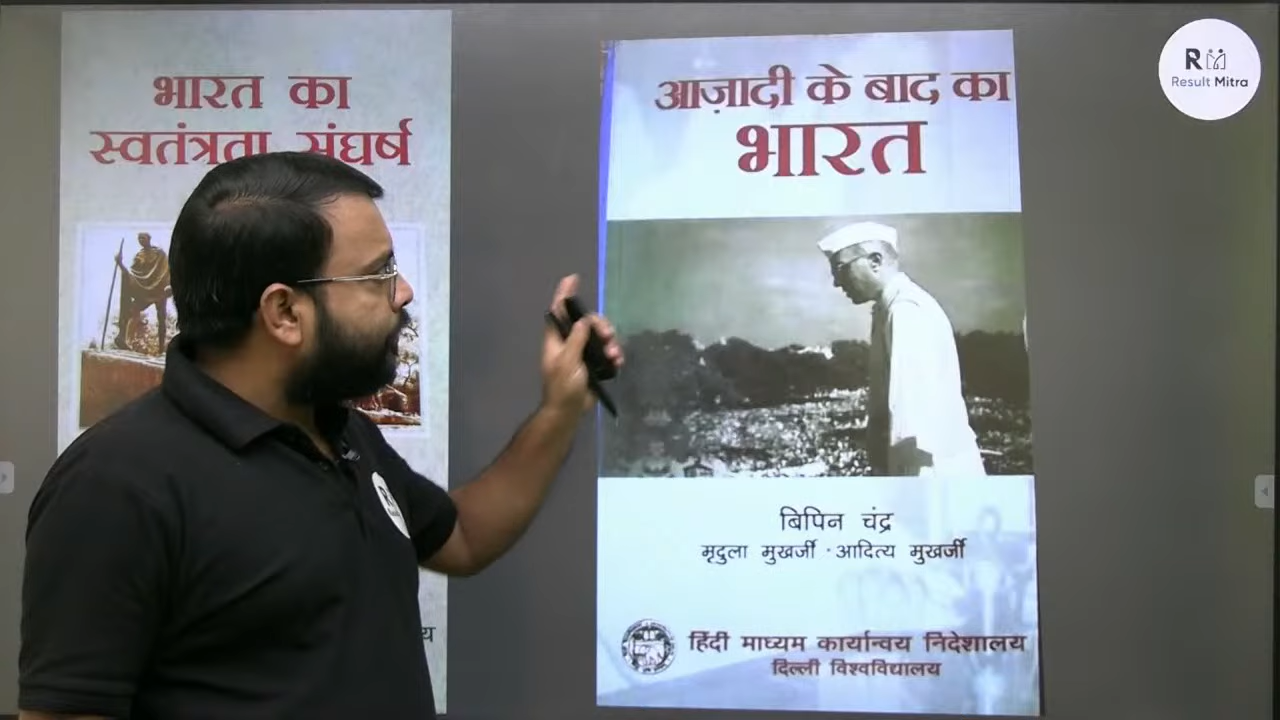 भारत का
स्वतंत्रता संघर्ष
आज़ादी के बाद का
भारत
बिपिन चंद्र
मृदुला मुखर्जी · आदित्य मुखर्जी
हिंदी माध्यम कार्यान्वय निदेशालय
दिल्ली विश्वविद्यालय
य
R
Result Mitra